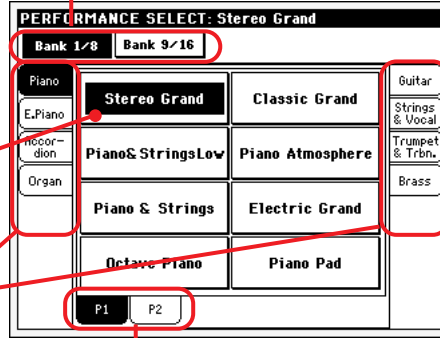 PERFORMANCE SELECT: Stereo Grand
Bank 1/8 Bank 9/16
Piano
E.Piano
Accor-
dion
Organ
Stereo Grand Classic Grand
Piano&StringsLow Piano Atmosphere
Piano & Strings Electric Grand
Octave Piano Piano Pad
Guitar
Strings
& Vocal
Trumpet
& Trbn.
Brass
P1 P2